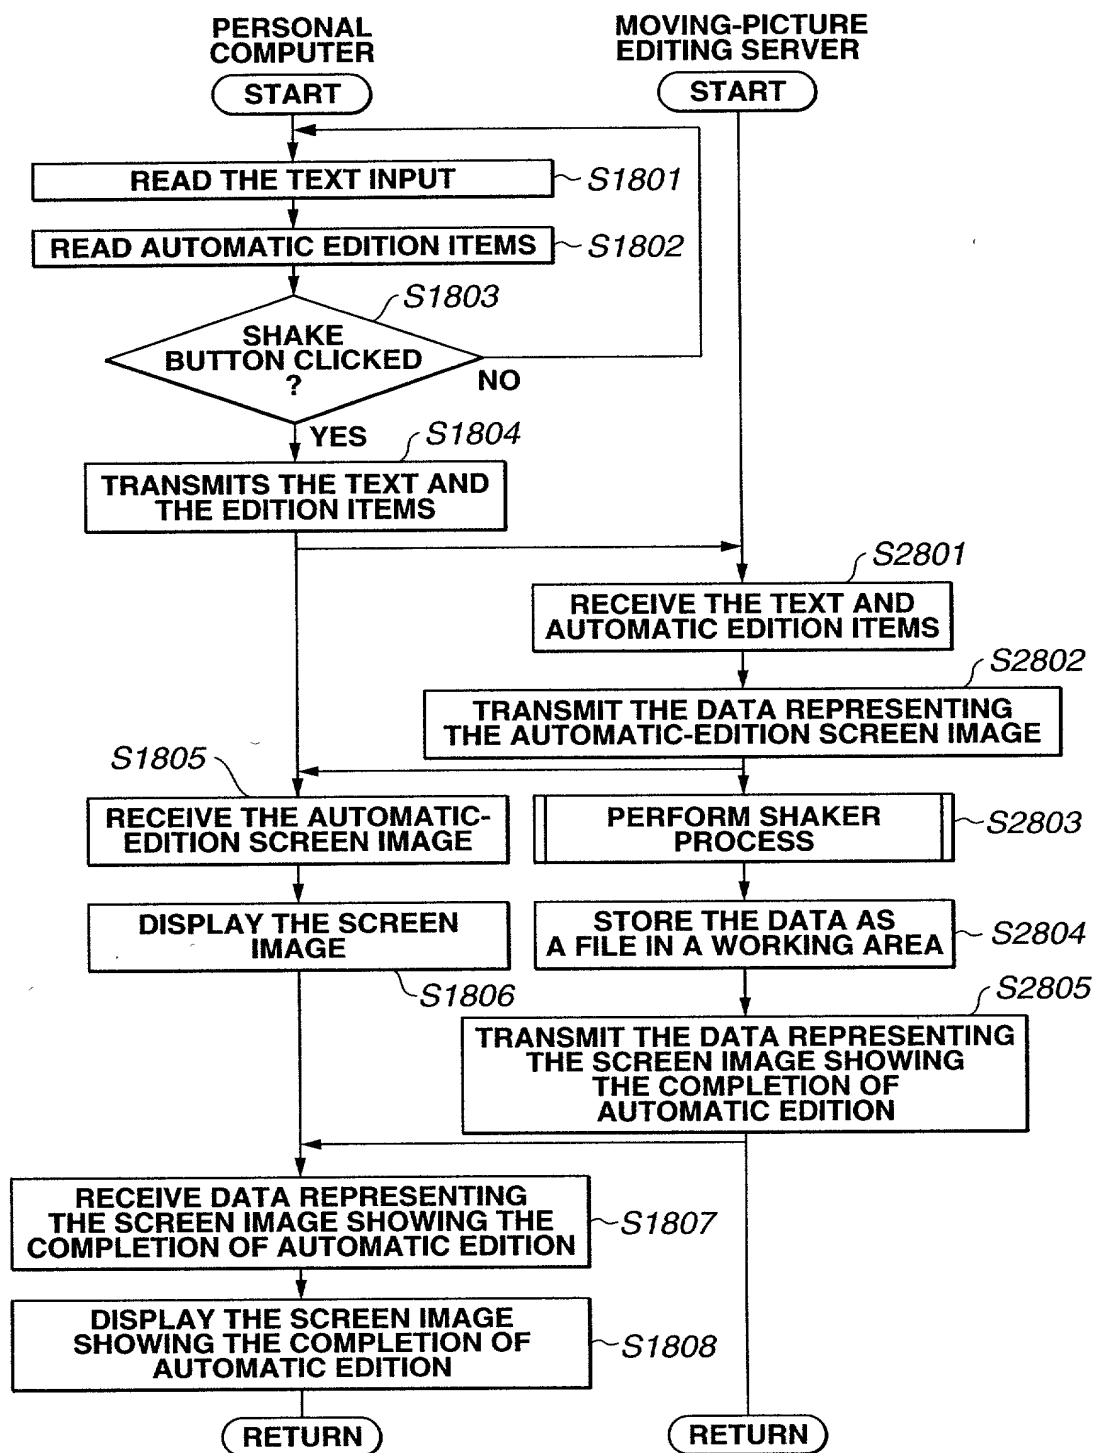 PERSONAL
COMPUTER
MOVING-PICTURE
EDITING SERVER
START
START
READ THE TEXT INPUT
S1801
READ AUTOMATIC EDITION ITEMS
S1802
S1803
SHAKE
BUTTON CLICKED
?
NO
YES
S1804
TRANSMITS THE TEXT AND
THE EDITION ITEMS
S2801
RECEIVE THE TEXT AND
AUTOMATIC EDITION ITEMS
S2802
TRANSMIT THE DATA REPRESENTING
THE AUTOMATIC-EDITION SCREEN IMAGE
S1805
RECEIVE THE AUTOMATIC-
EDITION SCREEN IMAGE
PERFORM SHAKER
PROCESS
S2803
DISPLAY THE SCREEN
IMAGE
S1806
STORE THE DATA AS
A FILE IN A WORKING AREA
S2804
S2805
TRANSMIT THE DATA REPRESENTING
THE SCREEN IMAGE SHOWING
THE COMPLETION OF
AUTOMATIC EDITION
RECEIVE DATA REPRESENTING
THE SCREEN IMAGE SHOWING THE
COMPLETION OF AUTOMATIC EDITION
S1807
DISPLAY THE SCREEN IMAGE
SHOWING THE COMPLETION OF
AUTOMATIC EDITION
S1808
RETURN
RETURN